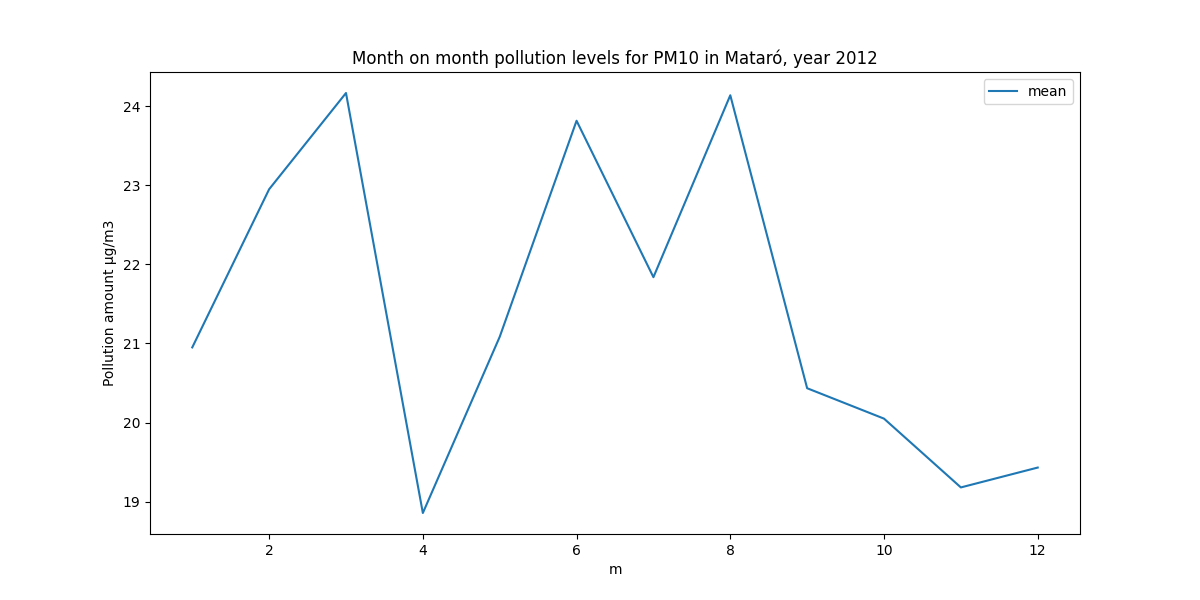 Month on month pollution levels for PM10 in Mataró, year 2012
mean
24
23
22
21
20
19
Pollution amount µg/m3
2 4 6 8 10 12
m